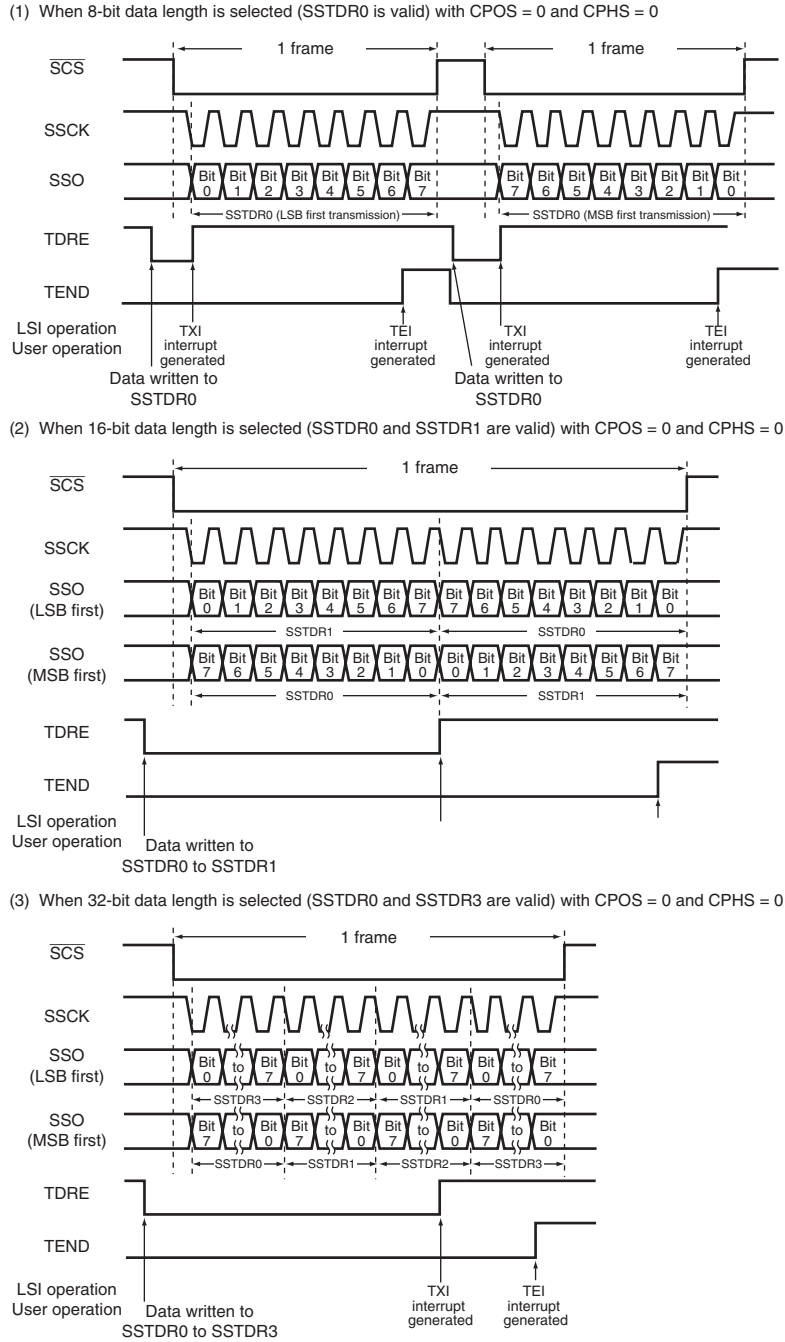 (1) When 8-bit data length is selected (SSTDR0 is valid) with CPOS = 0 and CPHS = 0
1 frame 1 frame
SCS
SSCK
SSO Bit 0 Bit 1 Bit 2 Bit 3 Bit 4 Bit 5 Bit 6 Bit 7 Bit 7 Bit 6 Bit 5 Bit 4 Bit 3 Bit 2 Bit 1 Bit 0
SSTDR0 (LSB first transmission) SSTDR0 (MSB first transmission)
TDRE
TEND
LSI operation
User operation
TXI interrupt generated
TEI interrupt generated
TXI interrupt generated
TEI interrupt generated
Data written to SSTDR0
Data written to SSTDR0
(2) When 16-bit data length is selected (SSTDR0 and SSTDR1 are valid) with CPOS = 0 and CPHS = 0
1 frame
SCS
SSCK
SSO (LSB first) Bit 0 Bit 1 Bit 2 Bit 3 Bit 4 Bit 5 Bit 6 Bit 7 Bit 7 Bit 6 Bit 5 Bit 4 Bit 3 Bit 2 Bit 1 Bit 0
SSTDR1 SSTDR0
SSO (MSB first) Bit 7 Bit 6 Bit 5 Bit 4 Bit 3 Bit 2 Bit 1 Bit 0 Bit 0 Bit 1 Bit 2 Bit 3 Bit 4 Bit 5 Bit 6 Bit 7
SSTDR0 SSTDR1
TDRE
TEND
LSI operation
User operation
Data written to SSTDR0 to SSTDR1
(3) When 32-bit data length is selected (SSTDR0 and SSTDR3 are valid) with CPOS = 0 and CPHS = 0
1 frame
SCS
SSCK
SSO (LSB first) Bit 0 to Bit 7 Bit 0 to Bit 7 Bit 0 to Bit 7 Bit 0 to Bit 7
SSTDR3 SSTDR2 SSTDR1 SSTDR0
SSO (MSB first) Bit 7 to Bit 0 Bit 7 to Bit 0 Bit 7 to Bit 0 Bit 7 to Bit 0
SSTDR0 SSTDR1 SSTDR2 SSTDR3
TDRE
TEND
LSI operation
User operation
TXI interrupt generated
TEI interrupt generated
Data written to SSTDR0 to SSTDR3